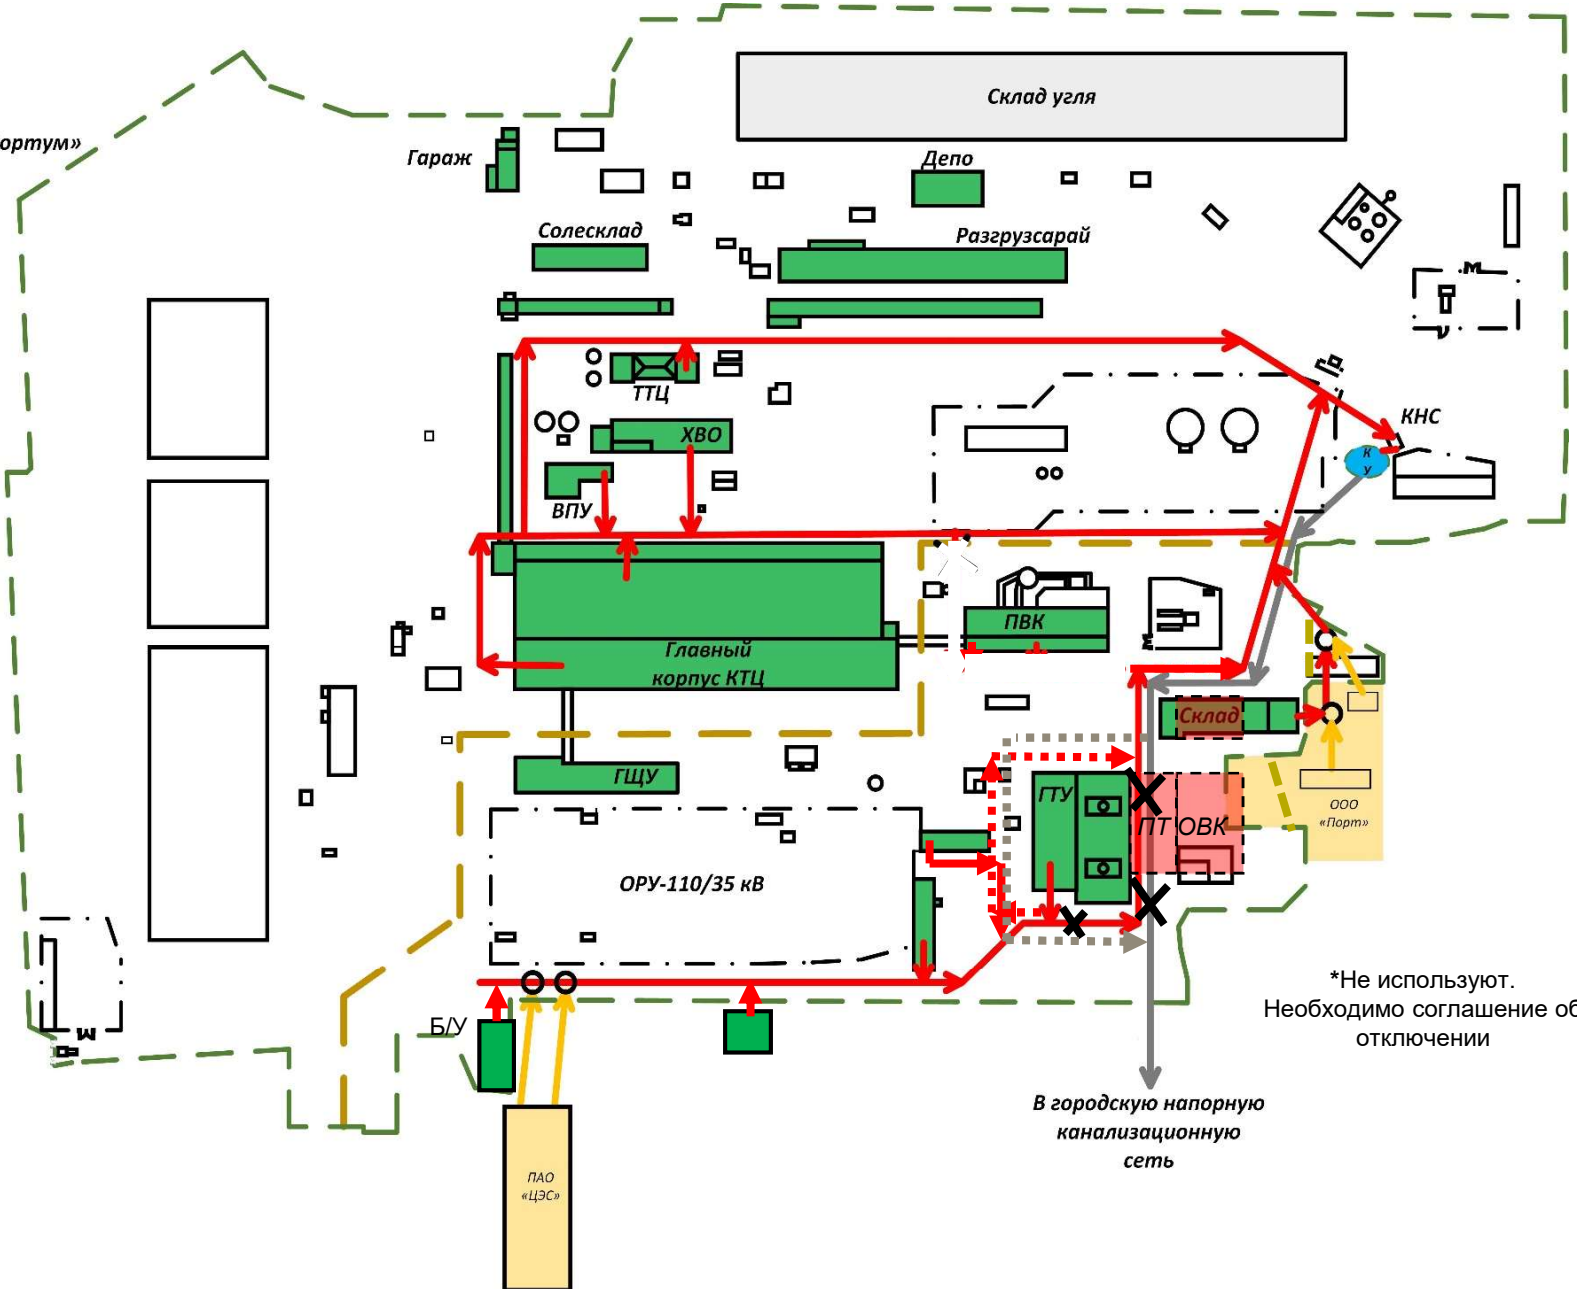 Склад угля
ортум»
Гараж
Депо
Солесклад
Разгрузсарай
ТТЦ
КНС
ХВО
К
У
ВПУ
ПВК
Главный
корпус КТЦ
Склад
ГЩУ
ГТУ
ООО
«Порт»
ПТ ОВК
ОРУ-110/35 кВ
*Не используют.
Необходимо соглашение об
отключении
Б/У
В городскую напорную
канализационную
сеть
ПАО
«ЦЭС»